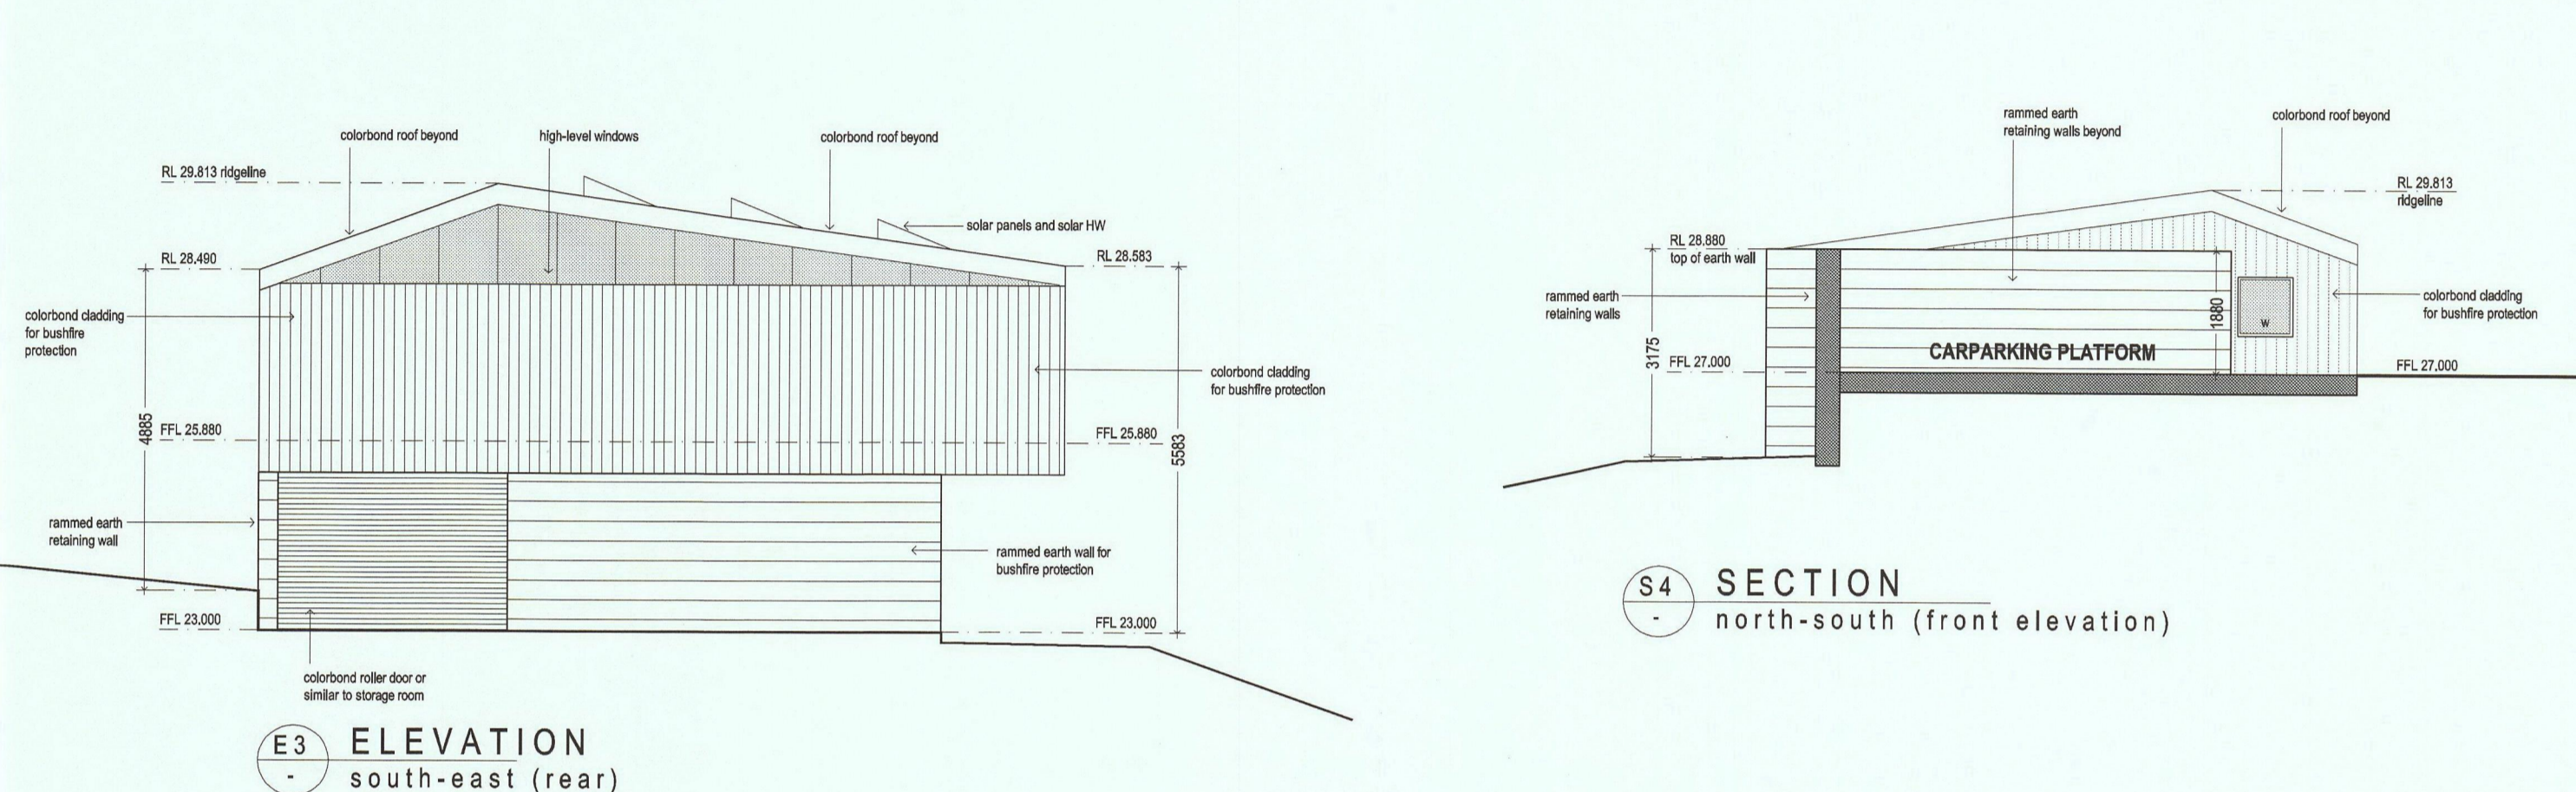 colorbond roof beyond
high-level windows
colorbond roof beyond
RL 29.813 ridgeline
solar panels and solar HW
RL 28.490
RL 28.583
colorbond cladding
for bushfire
protection
colorbond cladding
for bushfire protection
4885
FFL 25.880
FFL 25.880
5583
rammed earth
retaining wall
rammed earth wall for
bushfire protection
FFL 23.000
FFL 23.000
colorbond roller door or
similar to storage room
E3
-
ELEVATION
south-east (rear)
rammed earth
retaining walls beyond
colorbond roof beyond
RL 29.813
ridgeline
RL 28.880
top of earth wall
rammed earth
retaining walls
3175
FFL 27.000
CARPARKING PLATFORM
1880
W
colorbond cladding
for bushfire protection
FFL 27.000
S4
-
SECTION
north-south (front elevation)